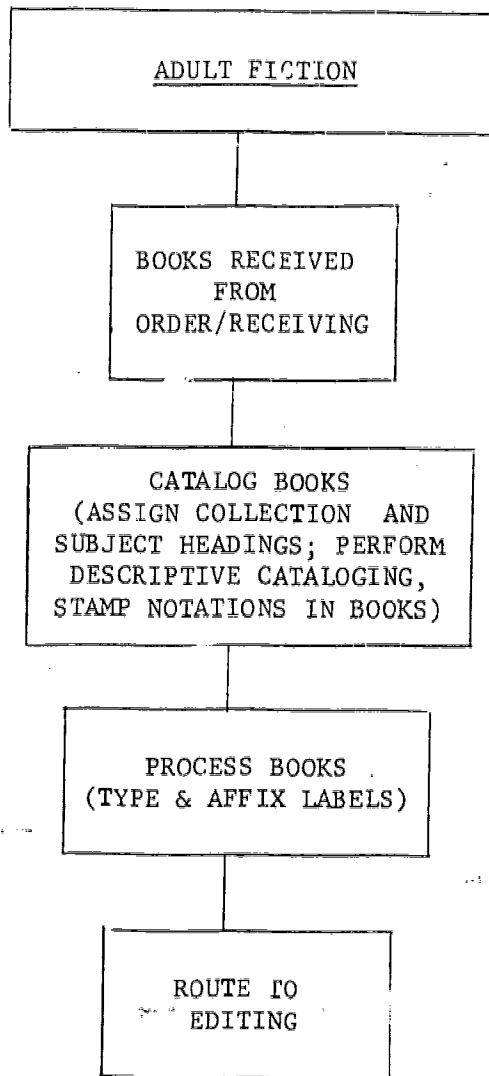 ADULT FICTION
BOOKS RECEIVED
FROM
ORDER/RECEIVING
CATALOG BOOKS
(ASSIGN COLLECTION AND
SUBJECT HEADINGS; PERFORM
DESCRIPTIVE CATALOGING,
STAMP NOTATIONS IN BOOKS)
PROCESS BOOKS
(TYPE & AFFIX LABELS)
ROUTE TO
EDITING